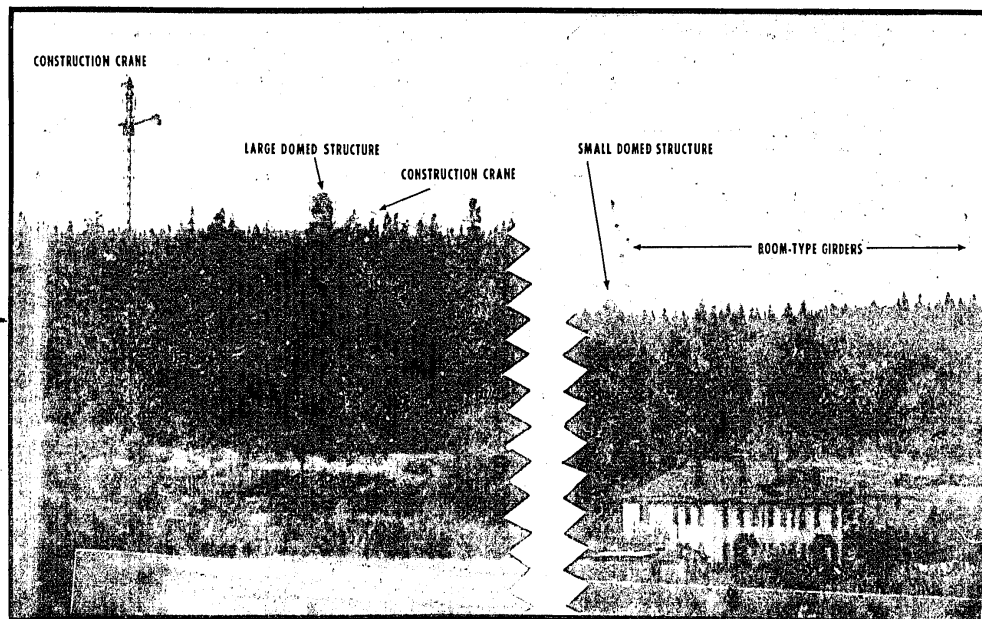 CONSTRUCTION CRANE
LARGE DOMED STRUCTURE
CONSTRUCTION CRANE
SMALL DOMED STRUCTURE
BOOM-TYPE GIRDERS